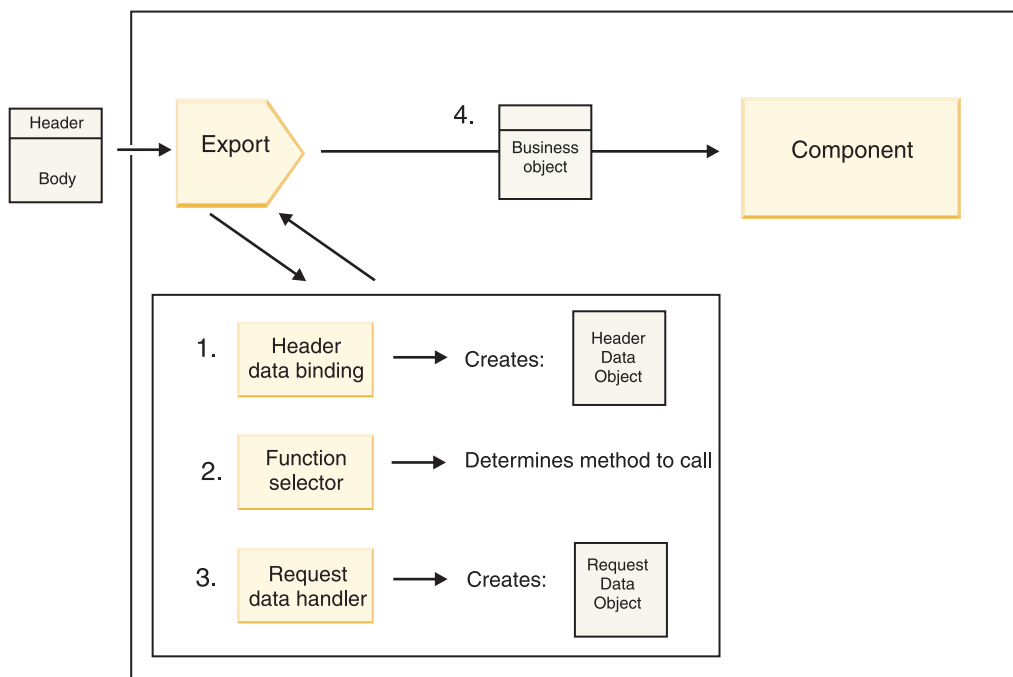 Header
Body
Export
4.
Business
object
Component
1.
Header
data binding
Creates:
Header
Data
Object
2.
Function
selector
Determines method to call
3.
Request
data handler
Creates:
Request
Data
Object